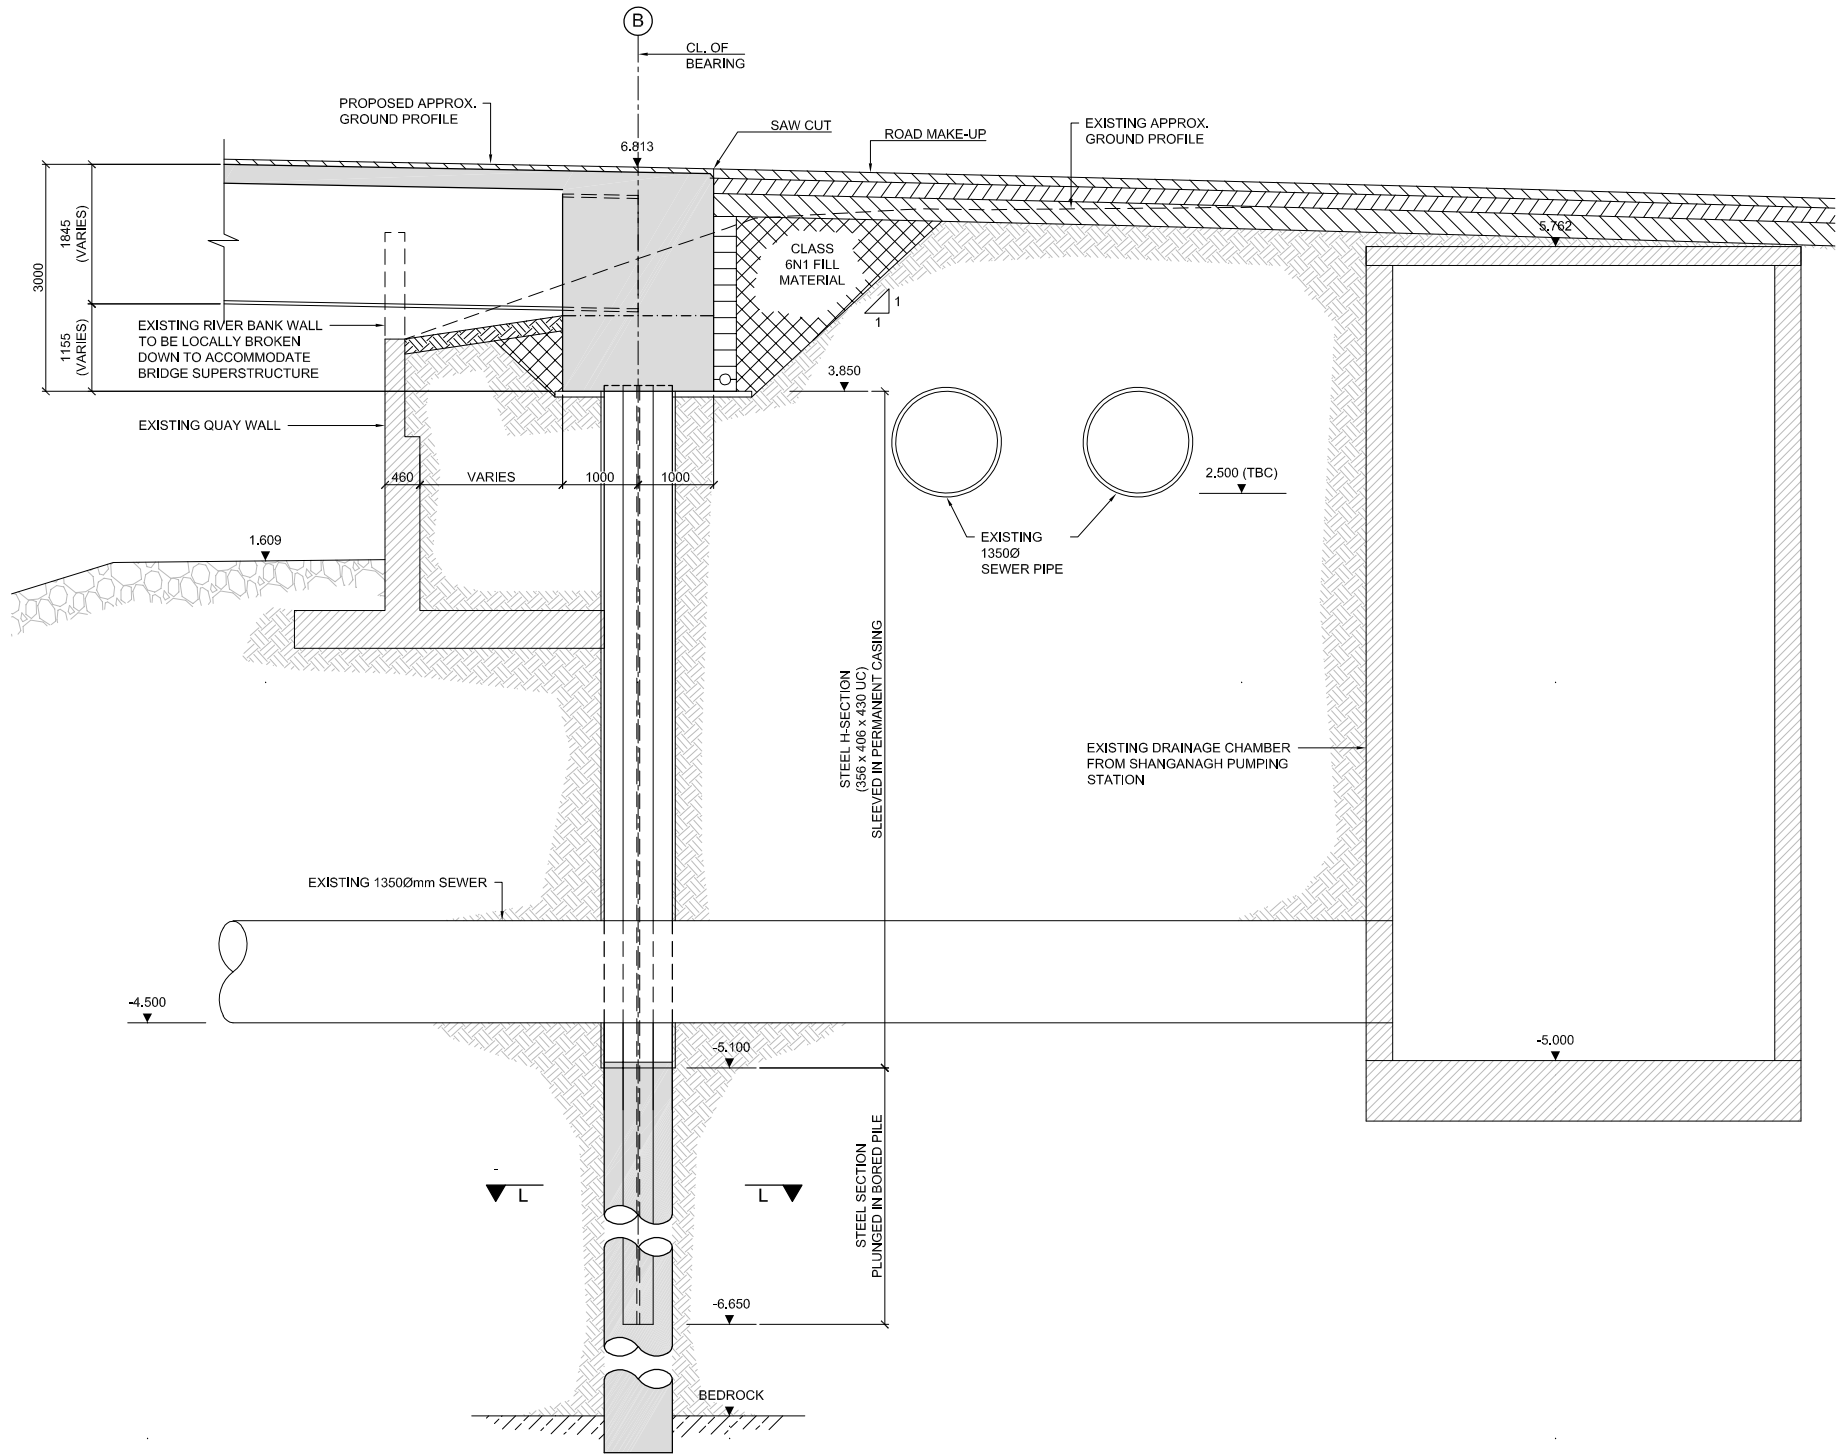 B
CL. OF
BEARING
PROPOSED APPROX.
GROUND PROFILE
SAW CUT
ROAD MAKE-UP
EXISTING APPROX.
GROUND PROFILE
6.813
5.762
3000
1845
(VARIES)
1155
(VARIES)
CLASS
6N1 FILL
MATERIAL
1
1
EXISTING RIVER BANK WALL
TO BE LOCALLY BROKEN
DOWN TO ACCOMMODATE
BRIDGE SUPERSTRUCTURE
3.850
EXISTING QUAY WALL
460
VARIES
1000
1000
2.500 (TBC)
EXISTING
1350Ø
SEWER PIPE
1.609
STEEL H-SECTION
(356 x 406 x 430 UC)
SLEEVED IN PERMANENT CASING
EXISTING DRAINAGE CHAMBER
FROM SHANGANAGH PUMPING
STATION
EXISTING 1350Ømm SEWER
-4.500
-5.100
-5.000
STEEL SECTION
PLUNGED IN BORED PILE
-
L
L
-6.650
BEDROCK